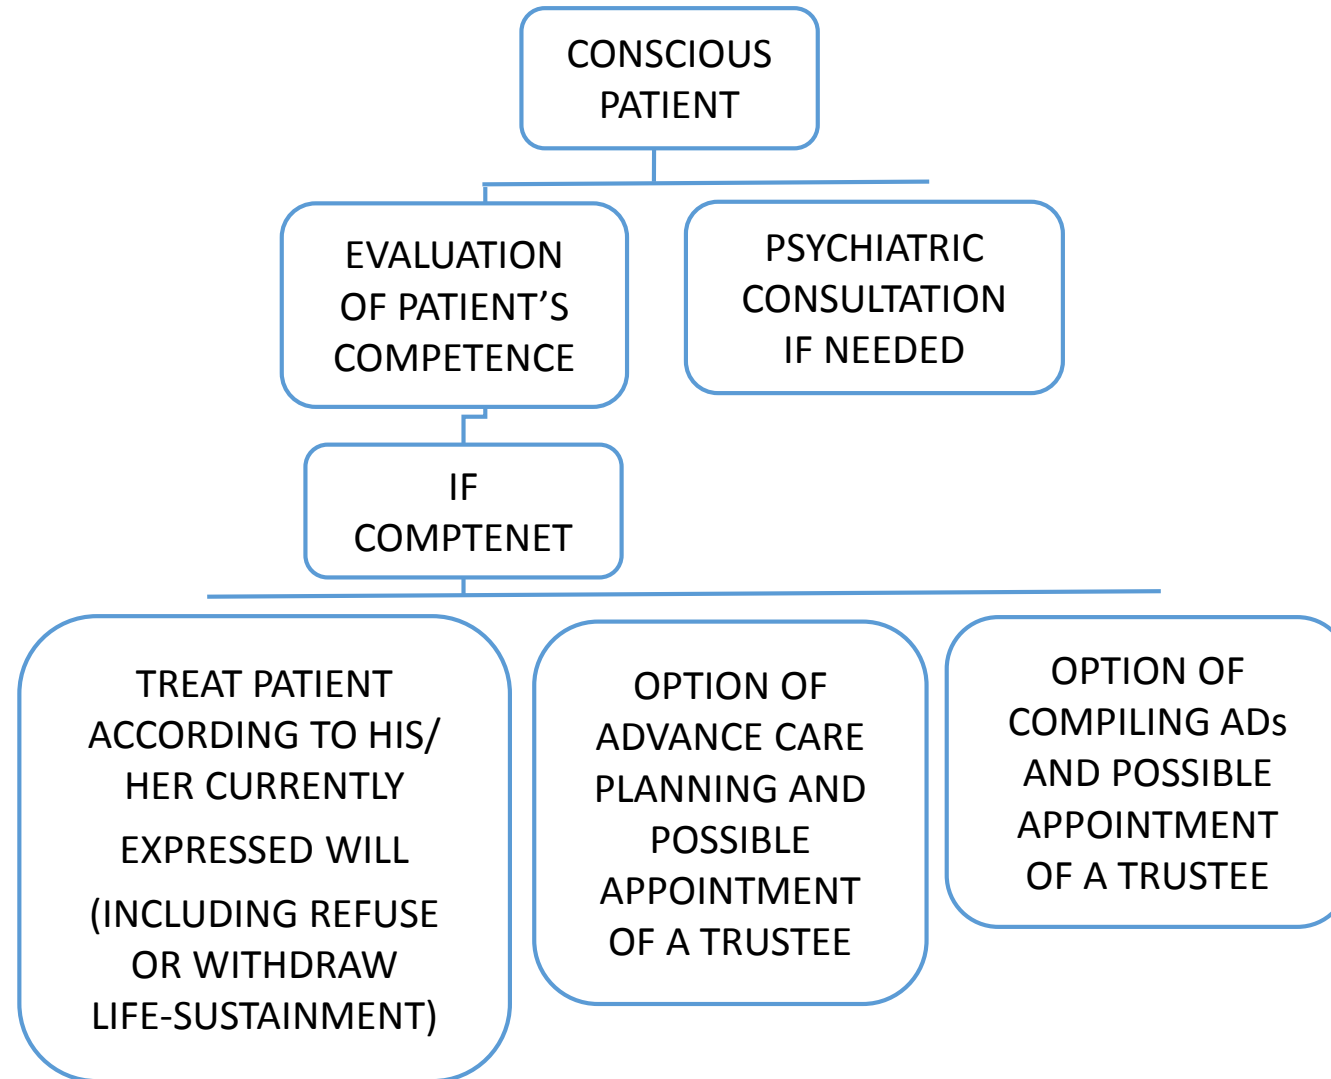 CONSCIOUS
PATIENT
EVALUATION
OF PATIENT’S
COMPETENCE
PSYCHIATRIC
CONSULTATION
IF NEEDED
IF
COMPTENET
TREAT PATIENT
ACCORDING TO HIS/
HER CURRENTLY
EXPRESSED WILL
(INCLUDING REFUSE
OR WITHDRAW
LIFE-SUSTAINMENT)
OPTION OF
ADVANCE CARE
PLANNING AND
POSSIBLE
APPOINTMENT
OF A TRUSTEE
OPTION OF
COMPILING ADs
AND POSSIBLE
APPOINTMENT
OF A TRUSTEE